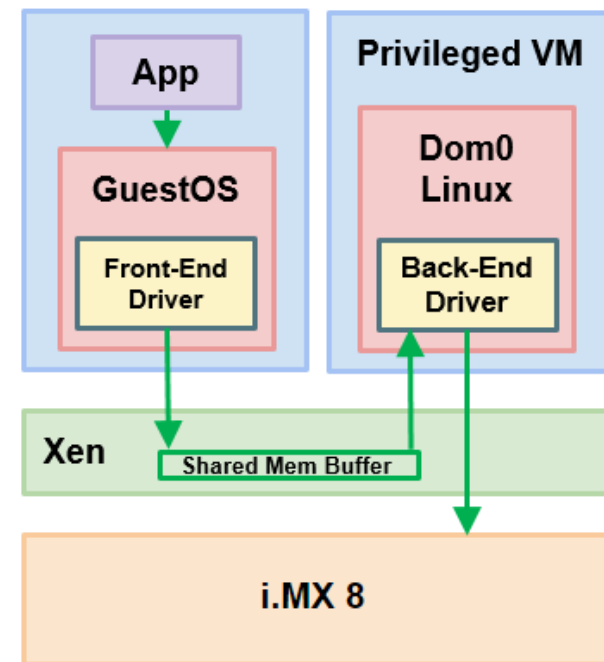 App
GuestOS
Front-End
Driver
Privileged VM
Dom0
Linux
Back-End
Driver
Xen
Shared Mem Buffer
i.MX 8